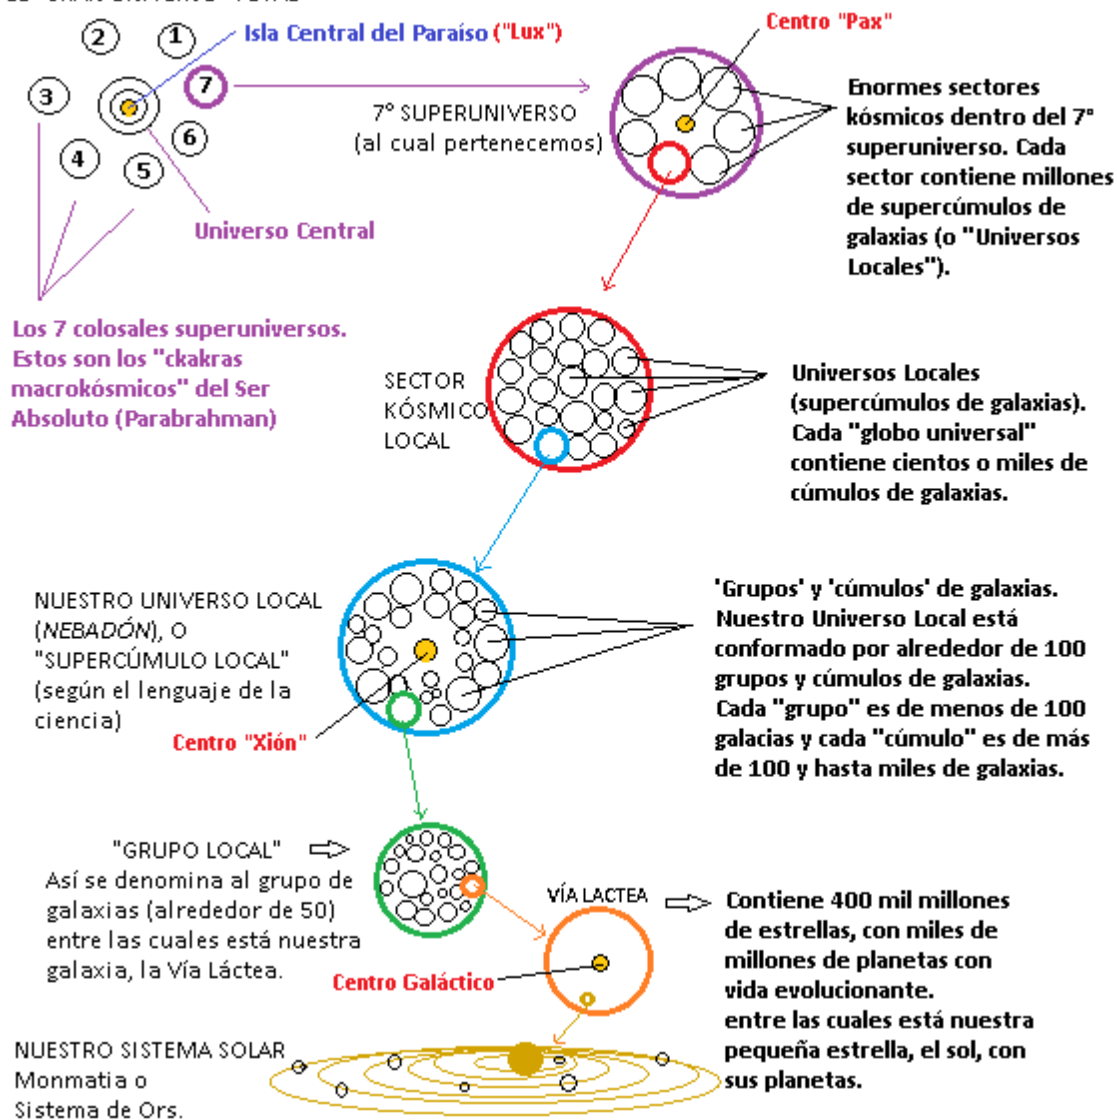 2
1
3
7
4
5
6
Isla Central del Paraíso ("Lux")
Universo Central
Los 7 colosales superuniversos.
Estos son los "ckakras
macrokósmicos" del Ser
Absoluto (Parabrahman)
7º SUPERUNIVERSO
(al cual pertenecemos)
Centro "Pax"
Enormes sectores
kósmicos dentro del 7°
superuniverso. Cada
sector contiene millones
de supercúmulos de
galaxias (o "Universos
Locales").
SECTOR
KÓSMICO
LOCAL
Universos Locales
(supercúmulos de galaxias).
Cada "globo universal"
contiene cientos o miles de
cúmulos de galaxias.
NUESTRO UNIVERSO LOCAL
(NEBADÓN), O
"SUPERCÚMULO LOCAL"
(según el lenguaje de la
ciencia)
Centro "Xión"
'Grupos' y 'cúmulos' de galaxias.
Nuestro Universo Local está
conformado por alrededor de 100
grupos y cúmulos de galaxias.
Cada "grupo" es de menos de 100
galacias y cada "cúmulo" es de más
de 100 y hasta miles de galaxias.
"GRUPO LOCAL"
Así se denomina al grupo de
galaxias (alrededor de 50)
entre las cuales está nuestra
galaxia, la Vía Láctea.
VÍA LACTEA
Centro Galáctico
Contiene 400 mil millones
de estrellas, con miles de
millones de planetas con
vida evolucionante.
entre las cuales está nuestra
pequeña estrella, el sol, con
sus planetas.
NUESTRO SISTEMA SOLAR
Monmatia o
Sistema de Ors.